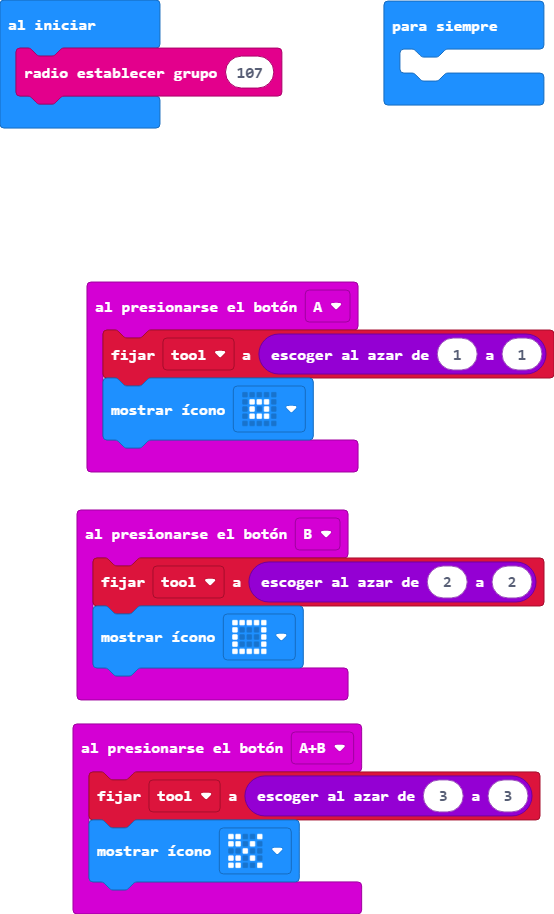 al iniciar
radio establecer grupo 107
para siempre
al presionarse el botón A
fijar tool a escoger al azar de 1 a 1
mostrar ícono
al presionarse el botón B
fijar tool a escoger al azar de 2 a 2
mostrar ícono
al presionarse el botón A+B
fijar tool a escoger al azar de 3 a 3
mostrar ícono